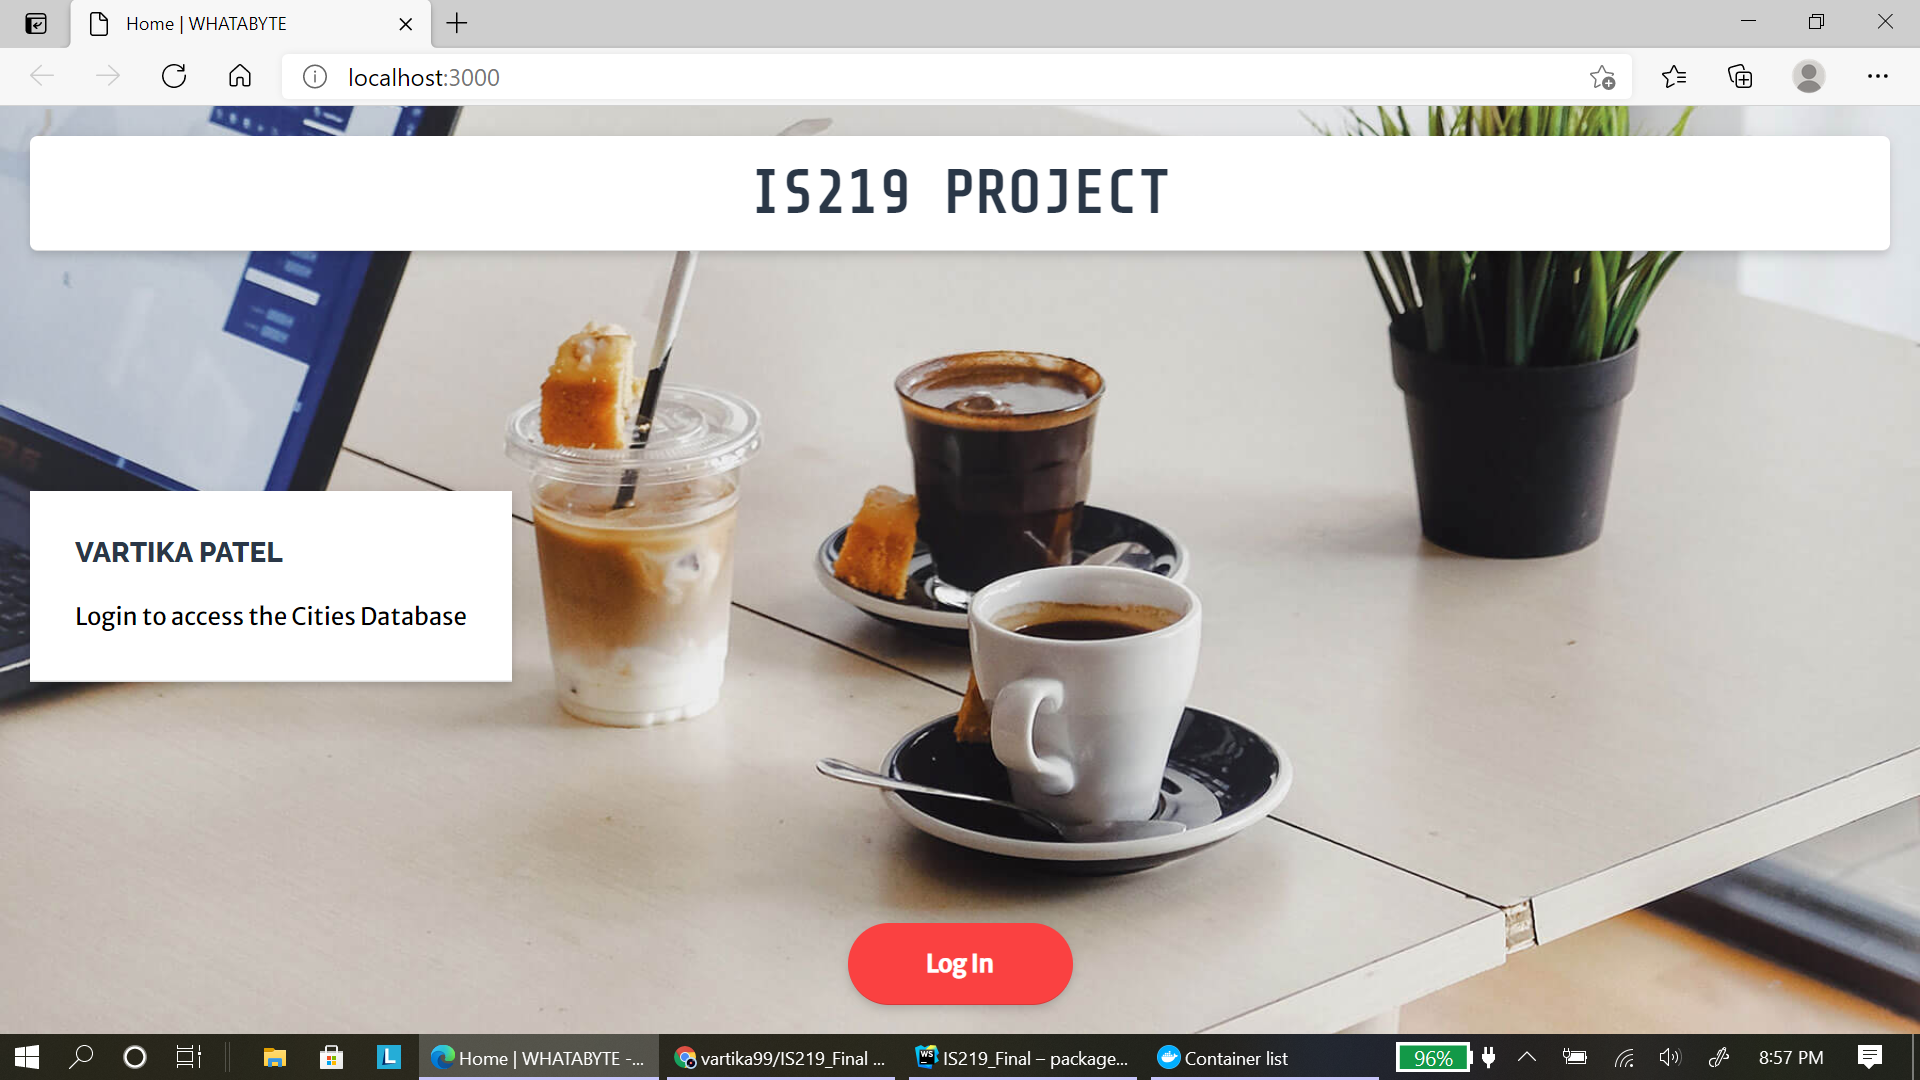 Home | WHATABYTE
localhost:3000
IS219 PROJECT
VARTIKA PATEL
Login to access the Cities Database
Log In
L
Home | WHATABYTE -...
vartika99/IS219_Final ...
WS
IS219_Final – package...
Container list
96%
8:57 PM